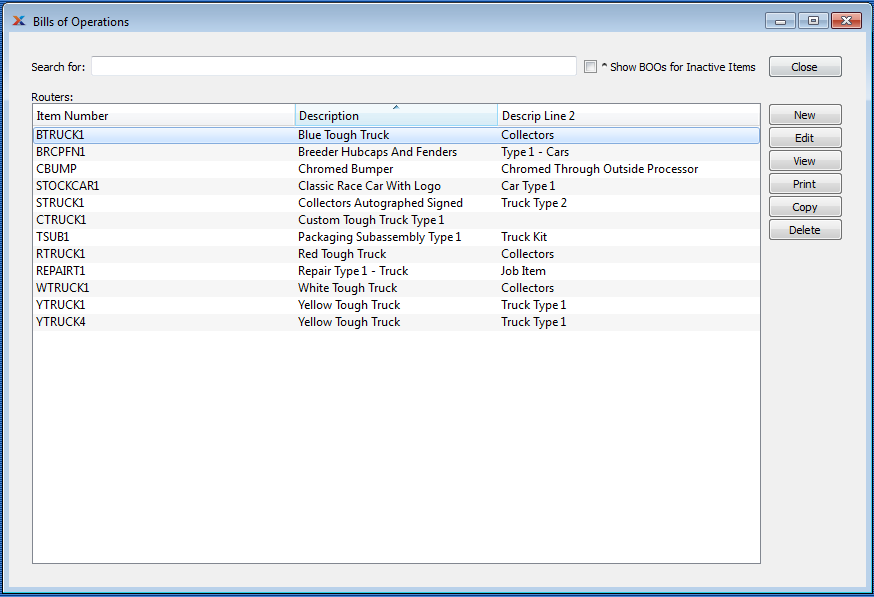 Bills of Operations
Search for:
^ Show BOOs for Inactive Items
Close
Routers:
Item Number Description Descrip Line 2
BTRUCK1 Blue Tough Truck Collectors
BRCPFN1 Breeder Hubcaps And Fenders Type 1 - Cars
CBUMP Chromed Bumper Chromed Through Outside Processor
STOCKCAR1 Classic Race Car With Logo Car Type 1
STRUCK1 Collectors Autographed Signed Truck Type 2
CTRUCK1 Custom Tough Truck Type 1
TSUB1 Packaging Subassembly Type 1 Truck Kit
RTRUCK1 Red Tough Truck Collectors
REPAIRT1 Repair Type 1 - Truck Job Item
WTRUCK1 White Tough Truck Collectors
YTRUCK1 Yellow Tough Truck Truck Type 1
YTRUCK4 Yellow Tough Truck Truck Type 1
New
Edit
View
Print
Copy
Delete